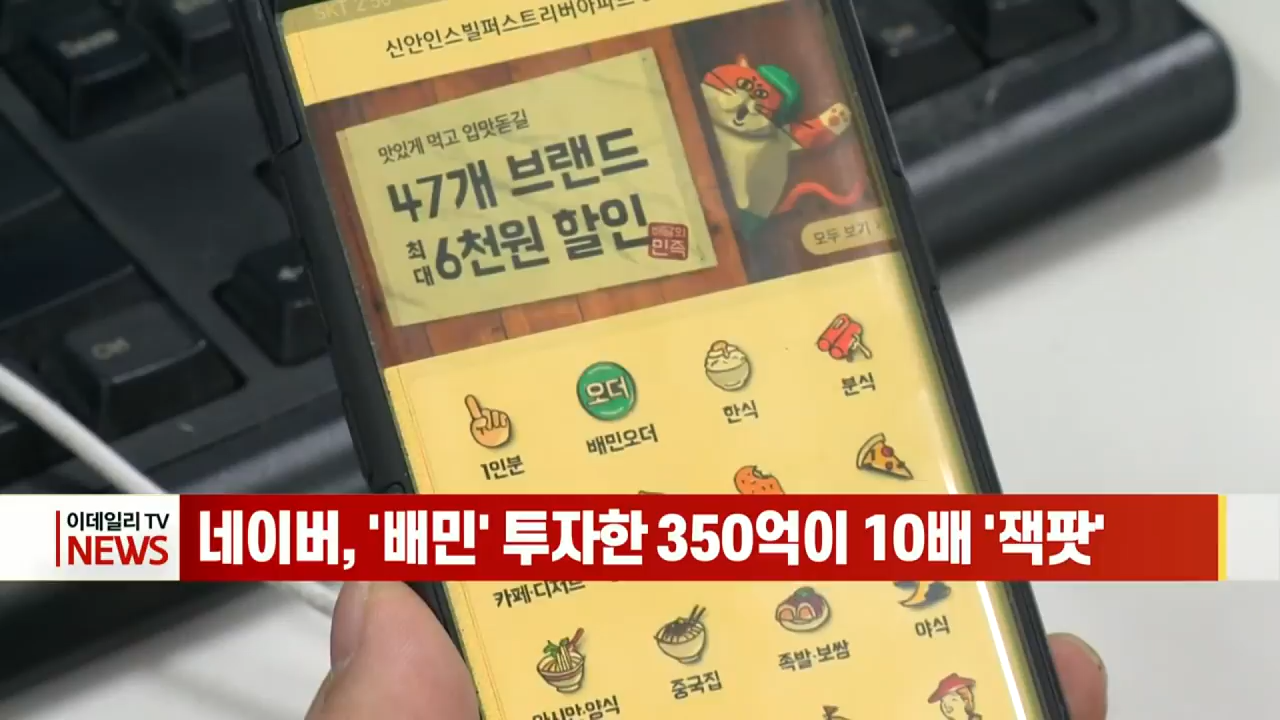 SKT 2:50
신안인스빌퍼스트리버아파트
맛있게 먹고 입맛돋길
47개 브랜드
최대 6천원 할인
배달의
민족
모두 보기
오더
1인분
배민오더
한식
분식
이데일리 TV
NEWS
네이버, '배민' 투자한 350억이 10배 '잭팟'
카페·디저트
중국집
족발·보쌈
야식